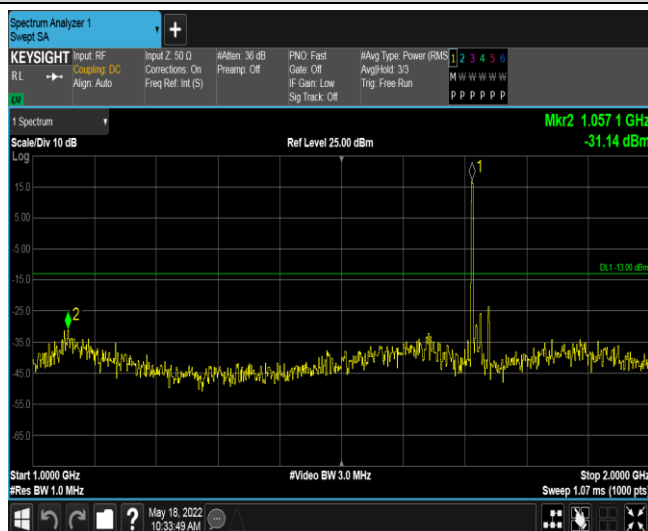 Spectrum Analyzer 1
Swept SA
KEYSIGHT
RL
LXI
Input: RF
Coupling: DC
Align: Auto
Input Z: 50 Ω
Corrections: On
Freq Ref: Int (S)
#Atten: 36 dB
Preamp: Off
PNO: Fast
Gate: Off
IF Gain: Low
Sig Track: Off
#Avg Type: Power (RMS
Avg|Hold: 3/3
Trig: Free Run
1 2 3 4 5 6
M W W W W W
P P P P P P
1 Spectrum
Scale/Div 10 dB
Ref Level 25.00 dBm
Mkr2 1.057 1 GHz
-31.14 dBm
Log
15.0
5.00
-5.00
-15.0
-25.0
-35.0
-45.0
-55.0
-65.0
1
2
DL1 -13.00 dBm
Start 1.0000 GHz
#Res BW 1.0 MHz
#Video BW 3.0 MHz
Stop 2.0000 GHz
Sweep 1.07 ms (1000 pts)
May 18, 2022
10:33:49 AM